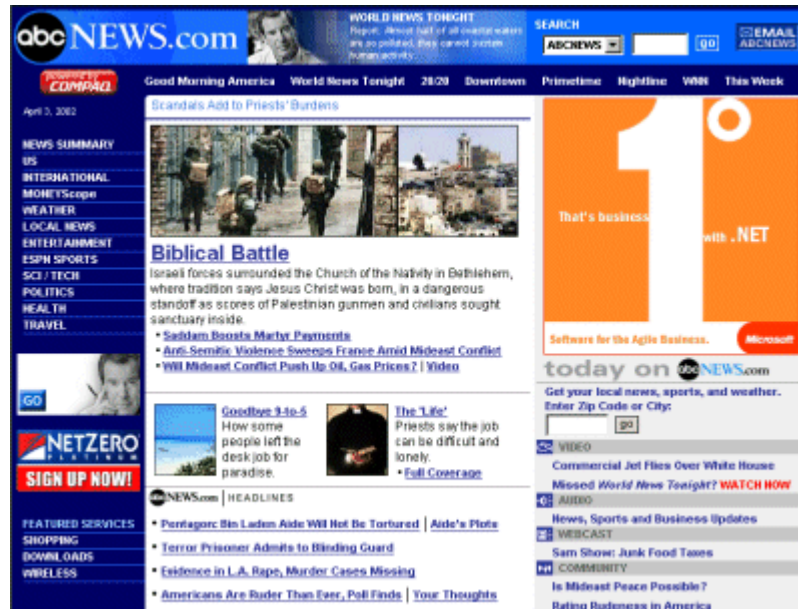 abc NEWS.com
WORLD NEWS TONIGHT
Report: Almost half of all coastal waters
are so polluted, they cannot sustain
human activity.
SEARCH
ABCNEWS
go
EMAIL
ABCNEWS
powered by
COMPAQ
Good Morning America World News Tonight 20/20 Downtown Primetime Nightline WNN This Week
April 3, 2002
NEWS SUMMARY
US
INTERNATIONAL
MONEYScope
WEATHER
LOCAL NEWS
ENTERTAINMENT
ESPN SPORTS
SCI / TECH
POLITICS
HEALTH
TRAVEL
GO
NETZERO
PLATINUM
SIGN UP NOW!
FEATURED SERVICES
SHOPPING
DOWNLOADS
WIRELESS
Scandals Add to Priests' Burdens
Biblical Battle
Israeli forces surrounded the Church of the Nativity in Bethlehem,
where tradition says Jesus Christ was born, in a dangerous
standoff as scores of Palestinian gunmen and civilians sought
sanctuary inside.
• Saddam Boosts Martyr Payments
• Anti-Semitic Violence Sweeps France Amid Mideast Conflict
• Will Mideast Conflict Push Up Oil, Gas Prices? | Video
Goodbye 9-to-5
How some
people left the
desk job for
paradise.
The 'Life'
Priests say the job
can be difficult and
lonely.
• Full Coverage
abc NEWS.com | HEADLINES
• Pentagon: Bin Laden Aide Will Not Be Tortured | Aide's Plots
• Terror Prisoner Admits to Blinding Guard
• Evidence in L.A. Rape, Murder Cases Missing
• Americans Are Ruder Than Ever, Poll Finds | Your Thoughts
1°
That's business
with .NET
Software for the Agile Business.
Microsoft
today on abc NEWS.com
Get your local news, sports, and weather.
Enter Zip Code or City:
go
VIDEO
Commercial Jet Flies Over White House
Missed World News Tonight? WATCH NOW
AUDIO
News, Sports and Business Updates
WEBCAST
Sam Show: Junk Food Taxes
COMMUNITY
Is Mideast Peace Possible?
Rating Rudeness in America